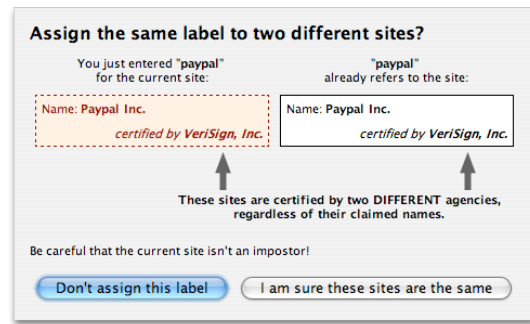 Assign the same label to two different sites?
You just entered "paypal"
for the current site:
"paypal"
already refers to the site:
Name: Paypal Inc.
certified by VeriSign, Inc.
Name: Paypal Inc.
certified by VeriSign, Inc.
These sites are certified by two DIFFERENT agencies,
regardless of their claimed names.
Be careful that the current site isn't an impostor!
Don't assign this label
I am sure these sites are the same